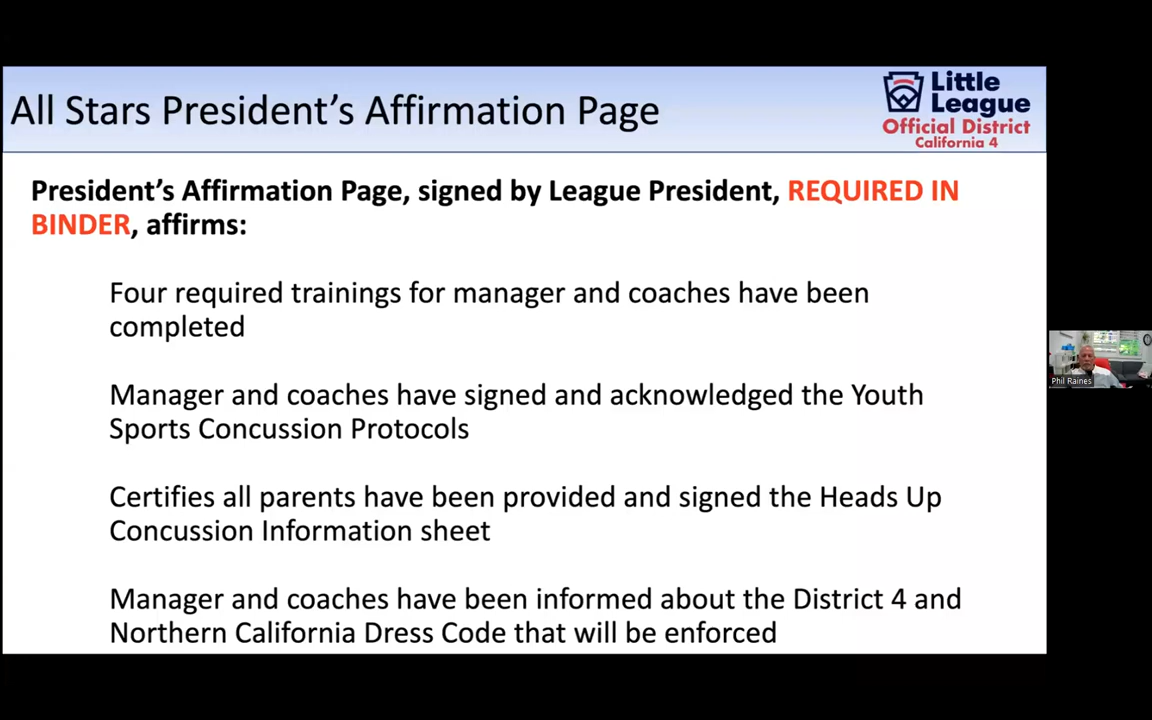 All Stars President's Affirmation Page
Little
League
Official District
California 4
President's Affirmation Page, signed by League President, REQUIRED IN
BINDER, affirms:
Four required trainings for manager and coaches have been
completed
Manager and coaches have signed and acknowledged the Youth
Sports Concussion Protocols
Certifies all parents have been provided and signed the Heads Up
Concussion Information sheet
Manager and coaches have been informed about the District 4 and
Northern California Dress Code that will be enforced
Phil Raines